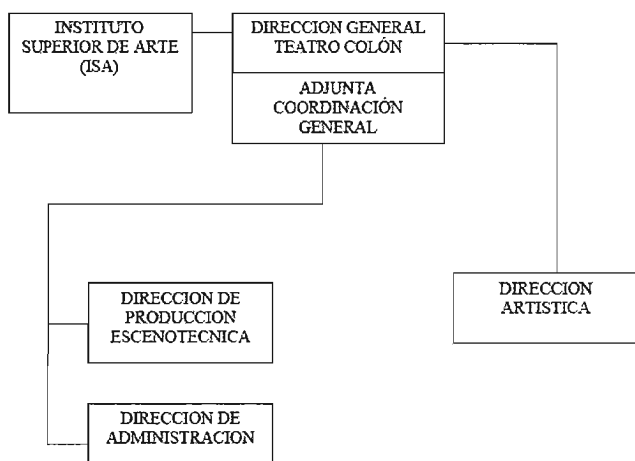 INSTITUTO
SUPERIOR DE ARTE
(ISA)
DIRECCION GENERAL
TEATRO COLÓN
ADJUNTA
COORDINACIÓN
GENERAL
DIRECCION DE
PRODUCCION
ESCENOTECNICA
DIRECCION
ARTISTICA
DIRECCION DE
ADMINISTRACION